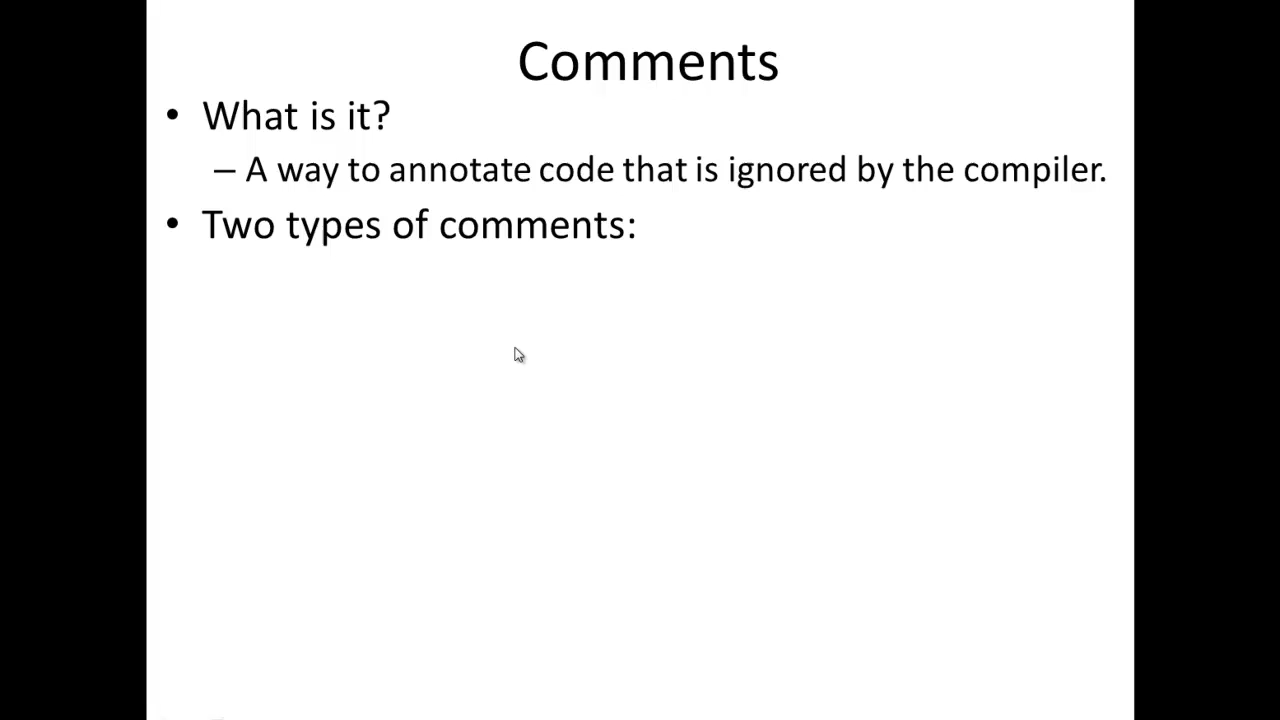 Comments
• What is it?
– A way to annotate code that is ignored by the compiler.
• Two types of comments: